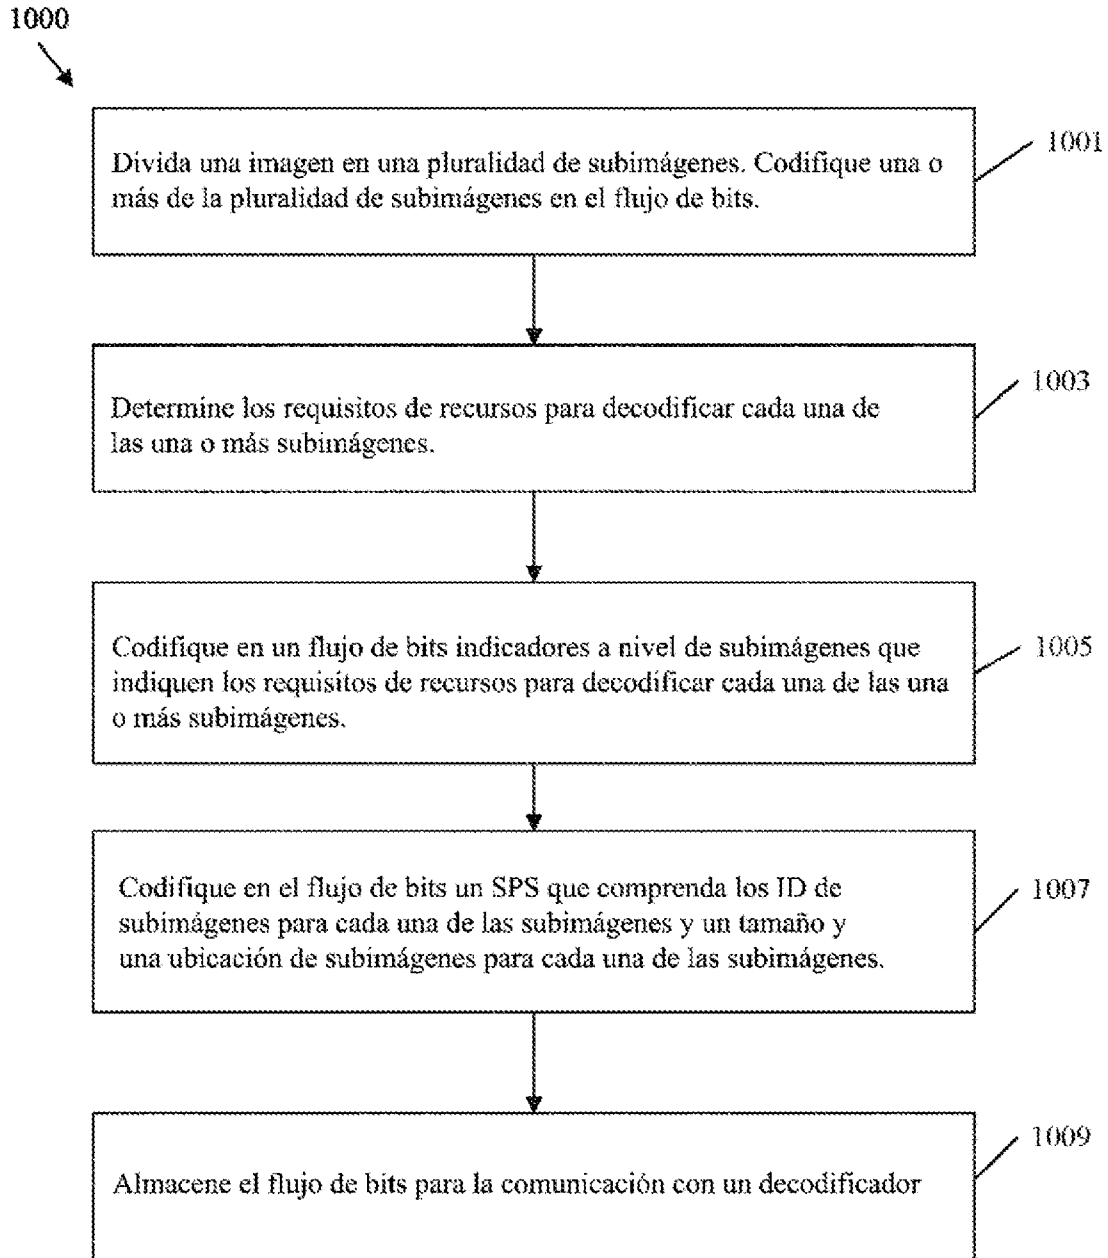 1000
Divida una imagen en una pluralidad de subimágenes. Codifique una o
más de la pluralidad de subimágenes en el flujo de bits.
1001
Determine los requisitos de recursos para decodificar cada una de
las una o más subimágenes.
1003
Codifique en un flujo de bits indicadores a nivel de subimágenes que
indiquen los requisitos de recursos para decodificar cada una de las una
o más subimágenes.
1005
Codifique en el flujo de bits un SPS que comprenda los ID de
subimágenes para cada una de las subimágenes y un tamaño y
una ubicación de subimágenes para cada una de las subimágenes.
1007
Almacene el flujo de bits para la comunicación con un decodificador
1009